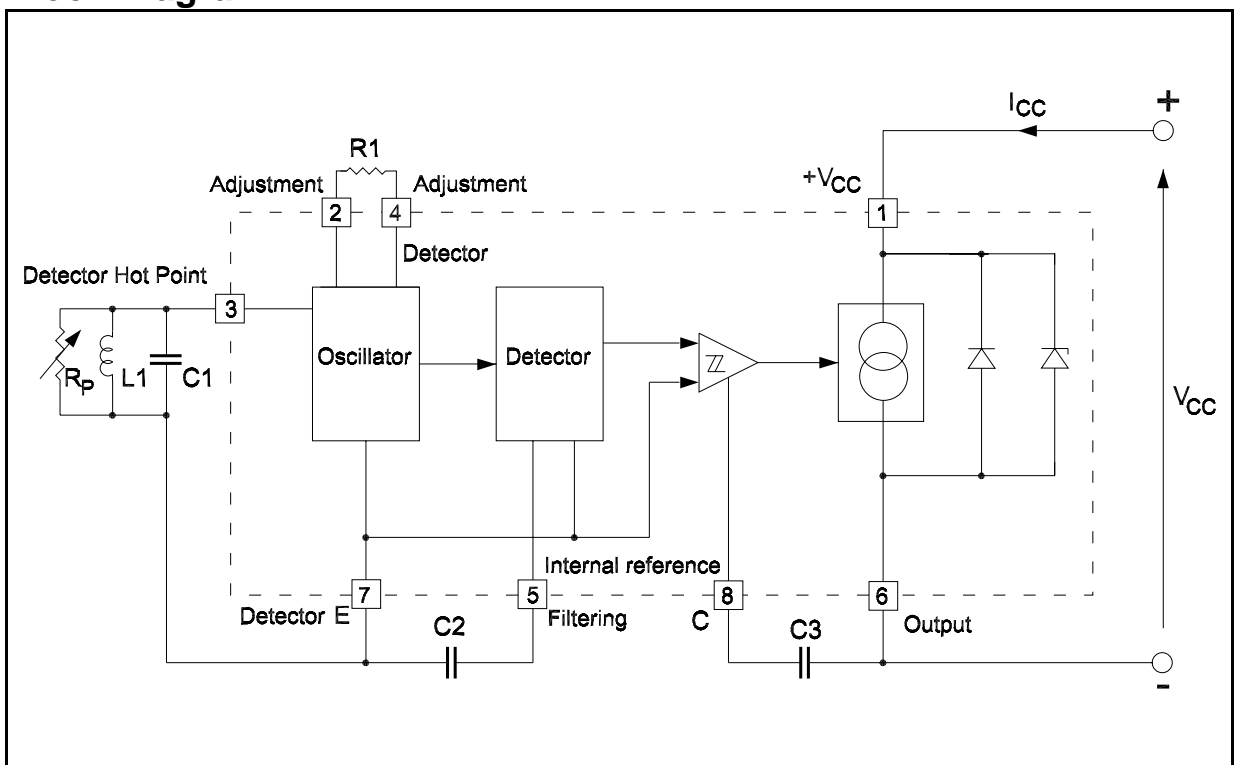 I CC
+
R1
Adjustment
Adjustment
+VCC
2
4
1
Detector
Detector Hot Point
3
Oscillator
Detector
RP
L1
C1
VCC
Internal reference
7
5
8
6
Detector E
Filtering
C
Output
C2
C3
-